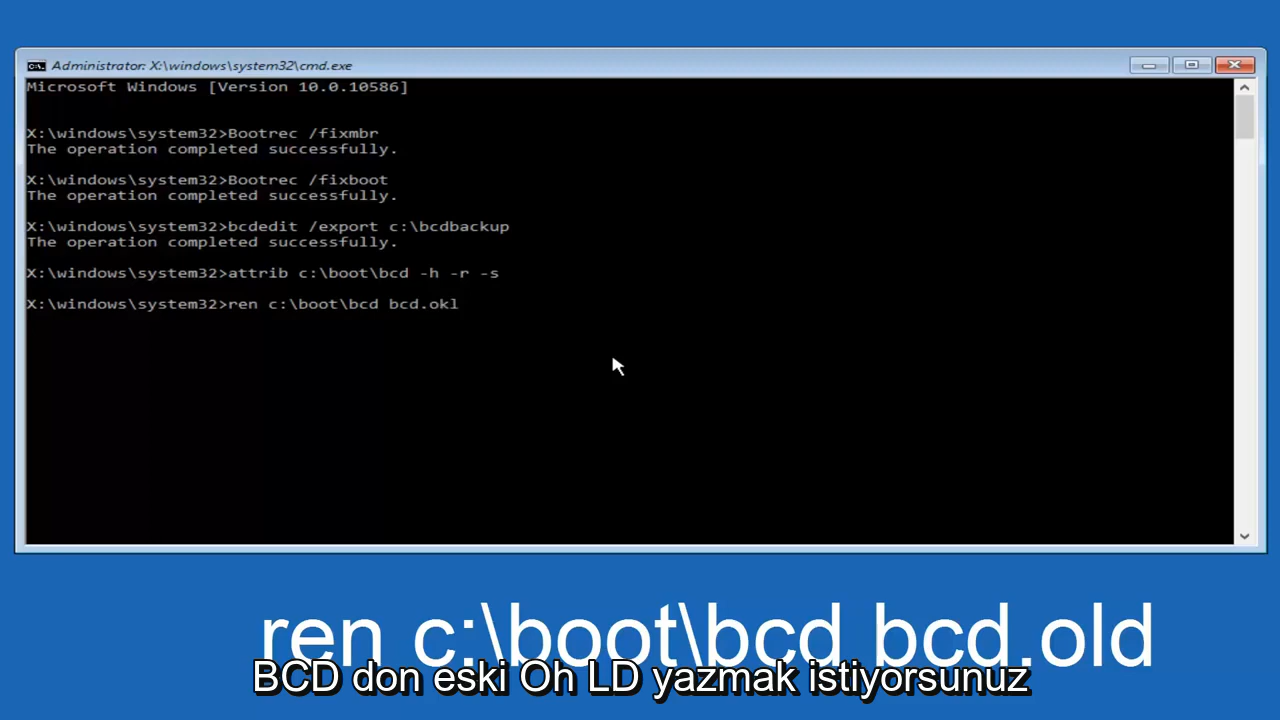 Administrator: X:\windows\system32\cmd.exe
Microsoft Windows [Version 10.0.10586]
X:\windows\system32>Bootrec /fixmbr
The operation completed successfully.
X:\windows\system32>Bootrec /fixboot
The operation completed successfully.
X:\windows\system32>bcdedit /export c:\bcdbackup
The operation completed successfully.
X:\windows\system32>attrib c:\boot\bcd -h -r -s
X:\windows\system32>ren c:\boot\bcd bcd.okl
ren c:\boot\bcd bcd.old
BCD don eski Oh LD yazmak istiyorsunuz